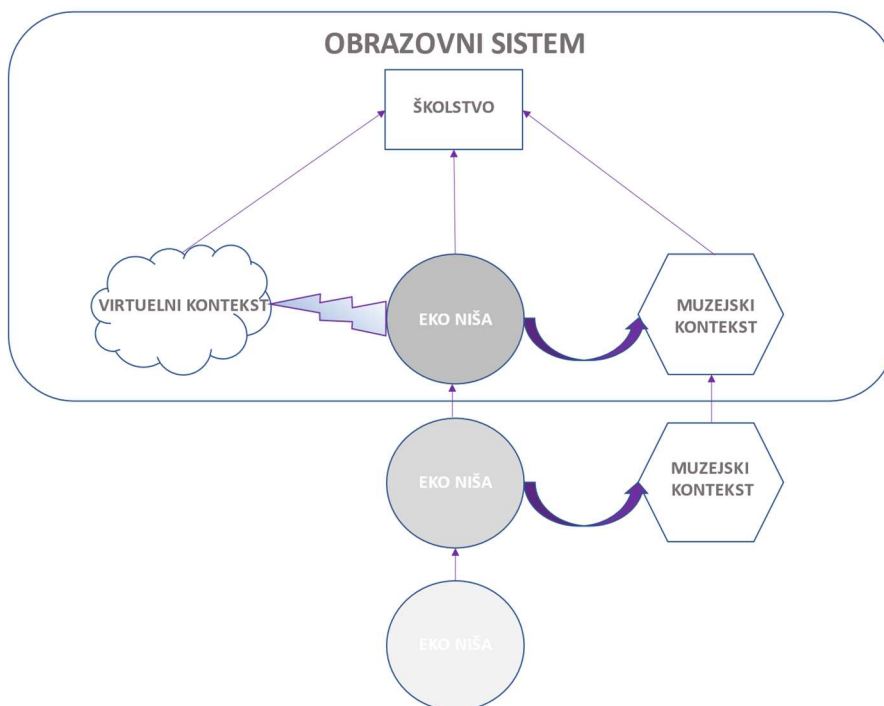 OBRAZOVNI SISTEM
ŠKOLSTVO
VIRTUELNI KONTEKST
EKO NIŠA
MUZEJSKI
KONTEKST
EKO NIŠA
MUZEJSKI
KONTEKST
EKO NIŠA